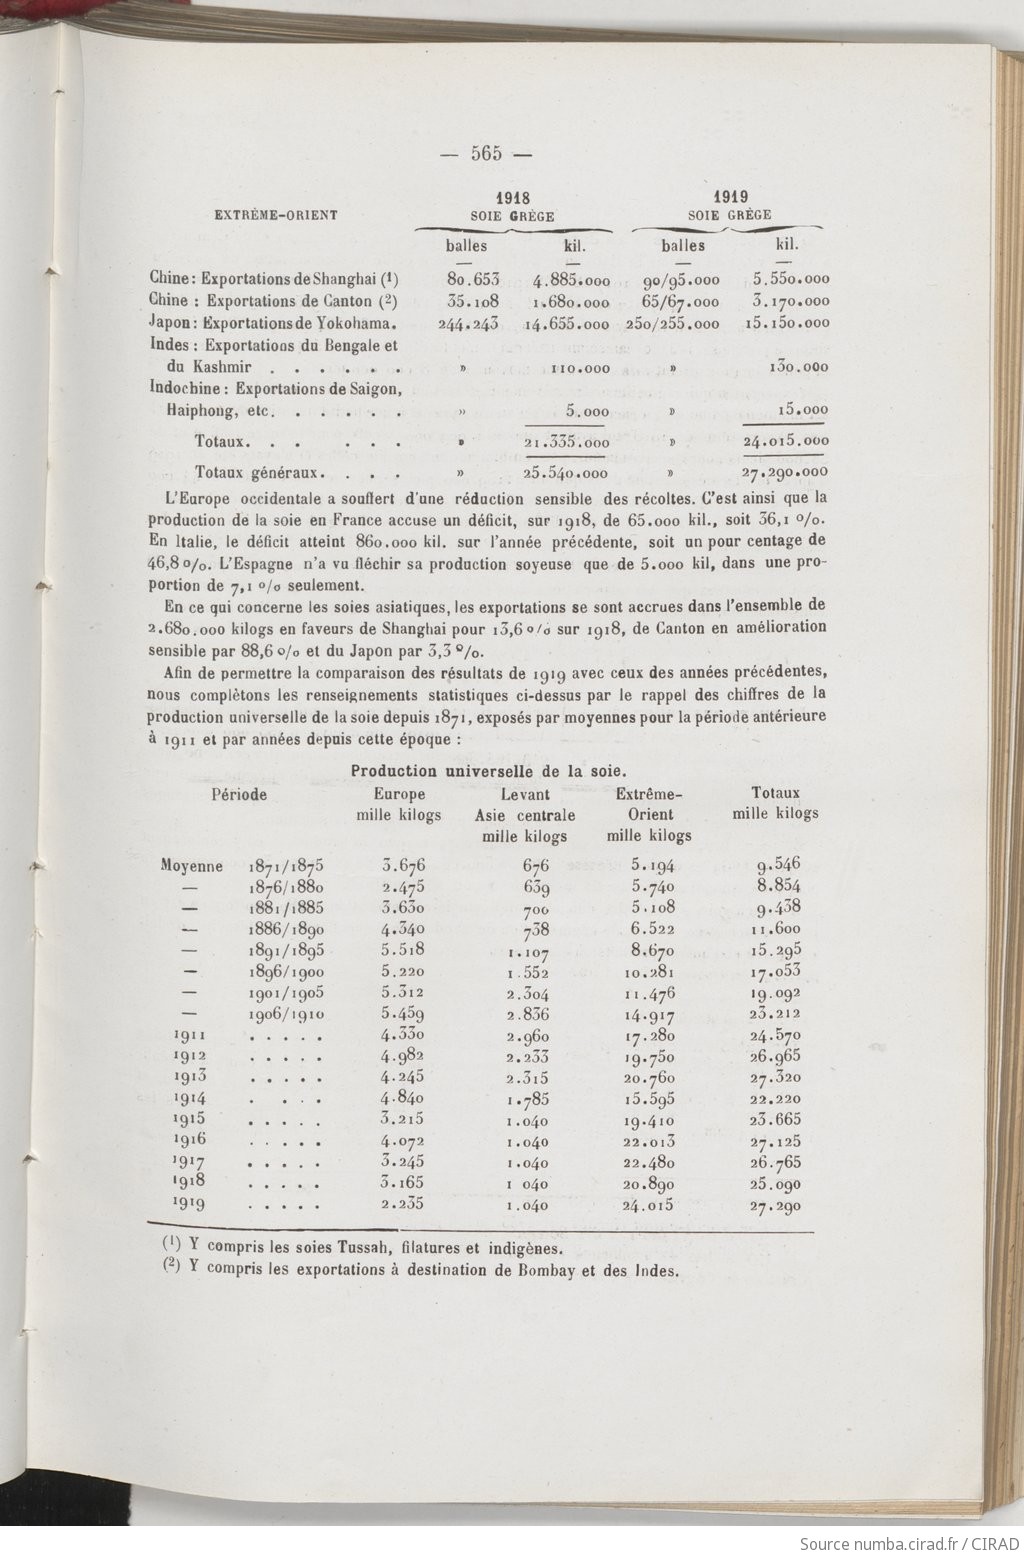 — 565 —
1918 1919
EXTRÊME-ORIENT SOIE GRÈGE SOIE GRÈGE
balles kil. balles kil.
Chine : Exportations de Shanghai (1) 80.653 4.885.000 90/95.000 5.550.000
Chine : Exportations de Canton (2) 35.108 1.680.000 65/67.000 3.170.000
Japon : Exportations de Yokohama. 244.243 14.655.000 250/255.000 15.150.000
Indes : Exportations du Bengale et
du Kashmir . . . . . . » 110.000 » 130.000
Indochine : Exportations de Saigon,
Haiphong, etc. . . . . . » 5.000 » 15.000
Totaux. . . . . . » 21.335.000 » 24.015.000
Totaux généraux. . . . » 25.540.000 » 27.290.000
L'Europe occidentale a souffert d'une réduction sensible des récoltes. C'est ainsi que la
production de la soie en France accuse un déficit, sur 1918, de 65.000 kil., soit 36,1 o/o.
En Italie, le déficit atteint 860.000 kil. sur l'année précédente, soit un pour centage de
46,8 o/o. L'Espagne n'a vu fléchir sa production soyeuse que de 5.000 kil, dans une pro-
portion de 7,1 o/o seulement.
En ce qui concerne les soies asiatiques, les exportations se sont accrues dans l'ensemble de
2.680.000 kilogs en faveurs de Shanghai pour 13,6 o/o sur 1918, de Canton en amélioration
sensible par 88,6 o/o et du Japon par 3,3 o/o.
Afin de permettre la comparaison des résultats de 1919 avec ceux des années précédentes,
nous complètons les renseignements statistiques ci-dessus par le rappel des chiffres de la
production universelle de la soie depuis 1871, exposés par moyennes pour la période antérieure
à 1911 et par années depuis cette époque :
Production universelle de la soie.
Période Europe Levant Extrême- Totaux
mille kilogs Asie centrale Orient mille kilogs
mille kilogs mille kilogs
Moyenne 1871/1875 3.676 676 5.194 9.546
— 1876/1880 2.475 639 5.740 8.854
— 1881/1885 3.630 700 5.108 9.438
— 1886/1890 4.340 738 6.522 11.600
— 1891/1895 5.518 1.107 8.670 15.295
— 1896/1900 5.220 1.552 10.281 17.053
— 1901/1905 5.312 2.304 11.476 19.092
— 1906/1910 5.459 2.836 14.917 23.212
1911 . . . . . 4.330 2.960 17.280 24.570
1912 . . . . . 4.982 2.233 19.750 26.965
1913 . . . . . 4.245 2.315 20.760 27.320
1914 . . . . 4.840 1.785 15.595 22.220
1915 . . . . . 3.215 1.040 19.410 23.665
1916 . . . . . 4.072 1.040 22.013 27.125
1917 . . . . . 3.245 1.040 22.480 26.765
1918 . . . . . 3.165 1 040 20.890 25.090
1919 . . . . . 2.235 1.040 24.015 27.290
(1) Y compris les soies Tussah, filatures et indigènes.
(2) Y compris les exportations à destination de Bombay et des Indes.
Source numba.cirad.fr / CIRAD